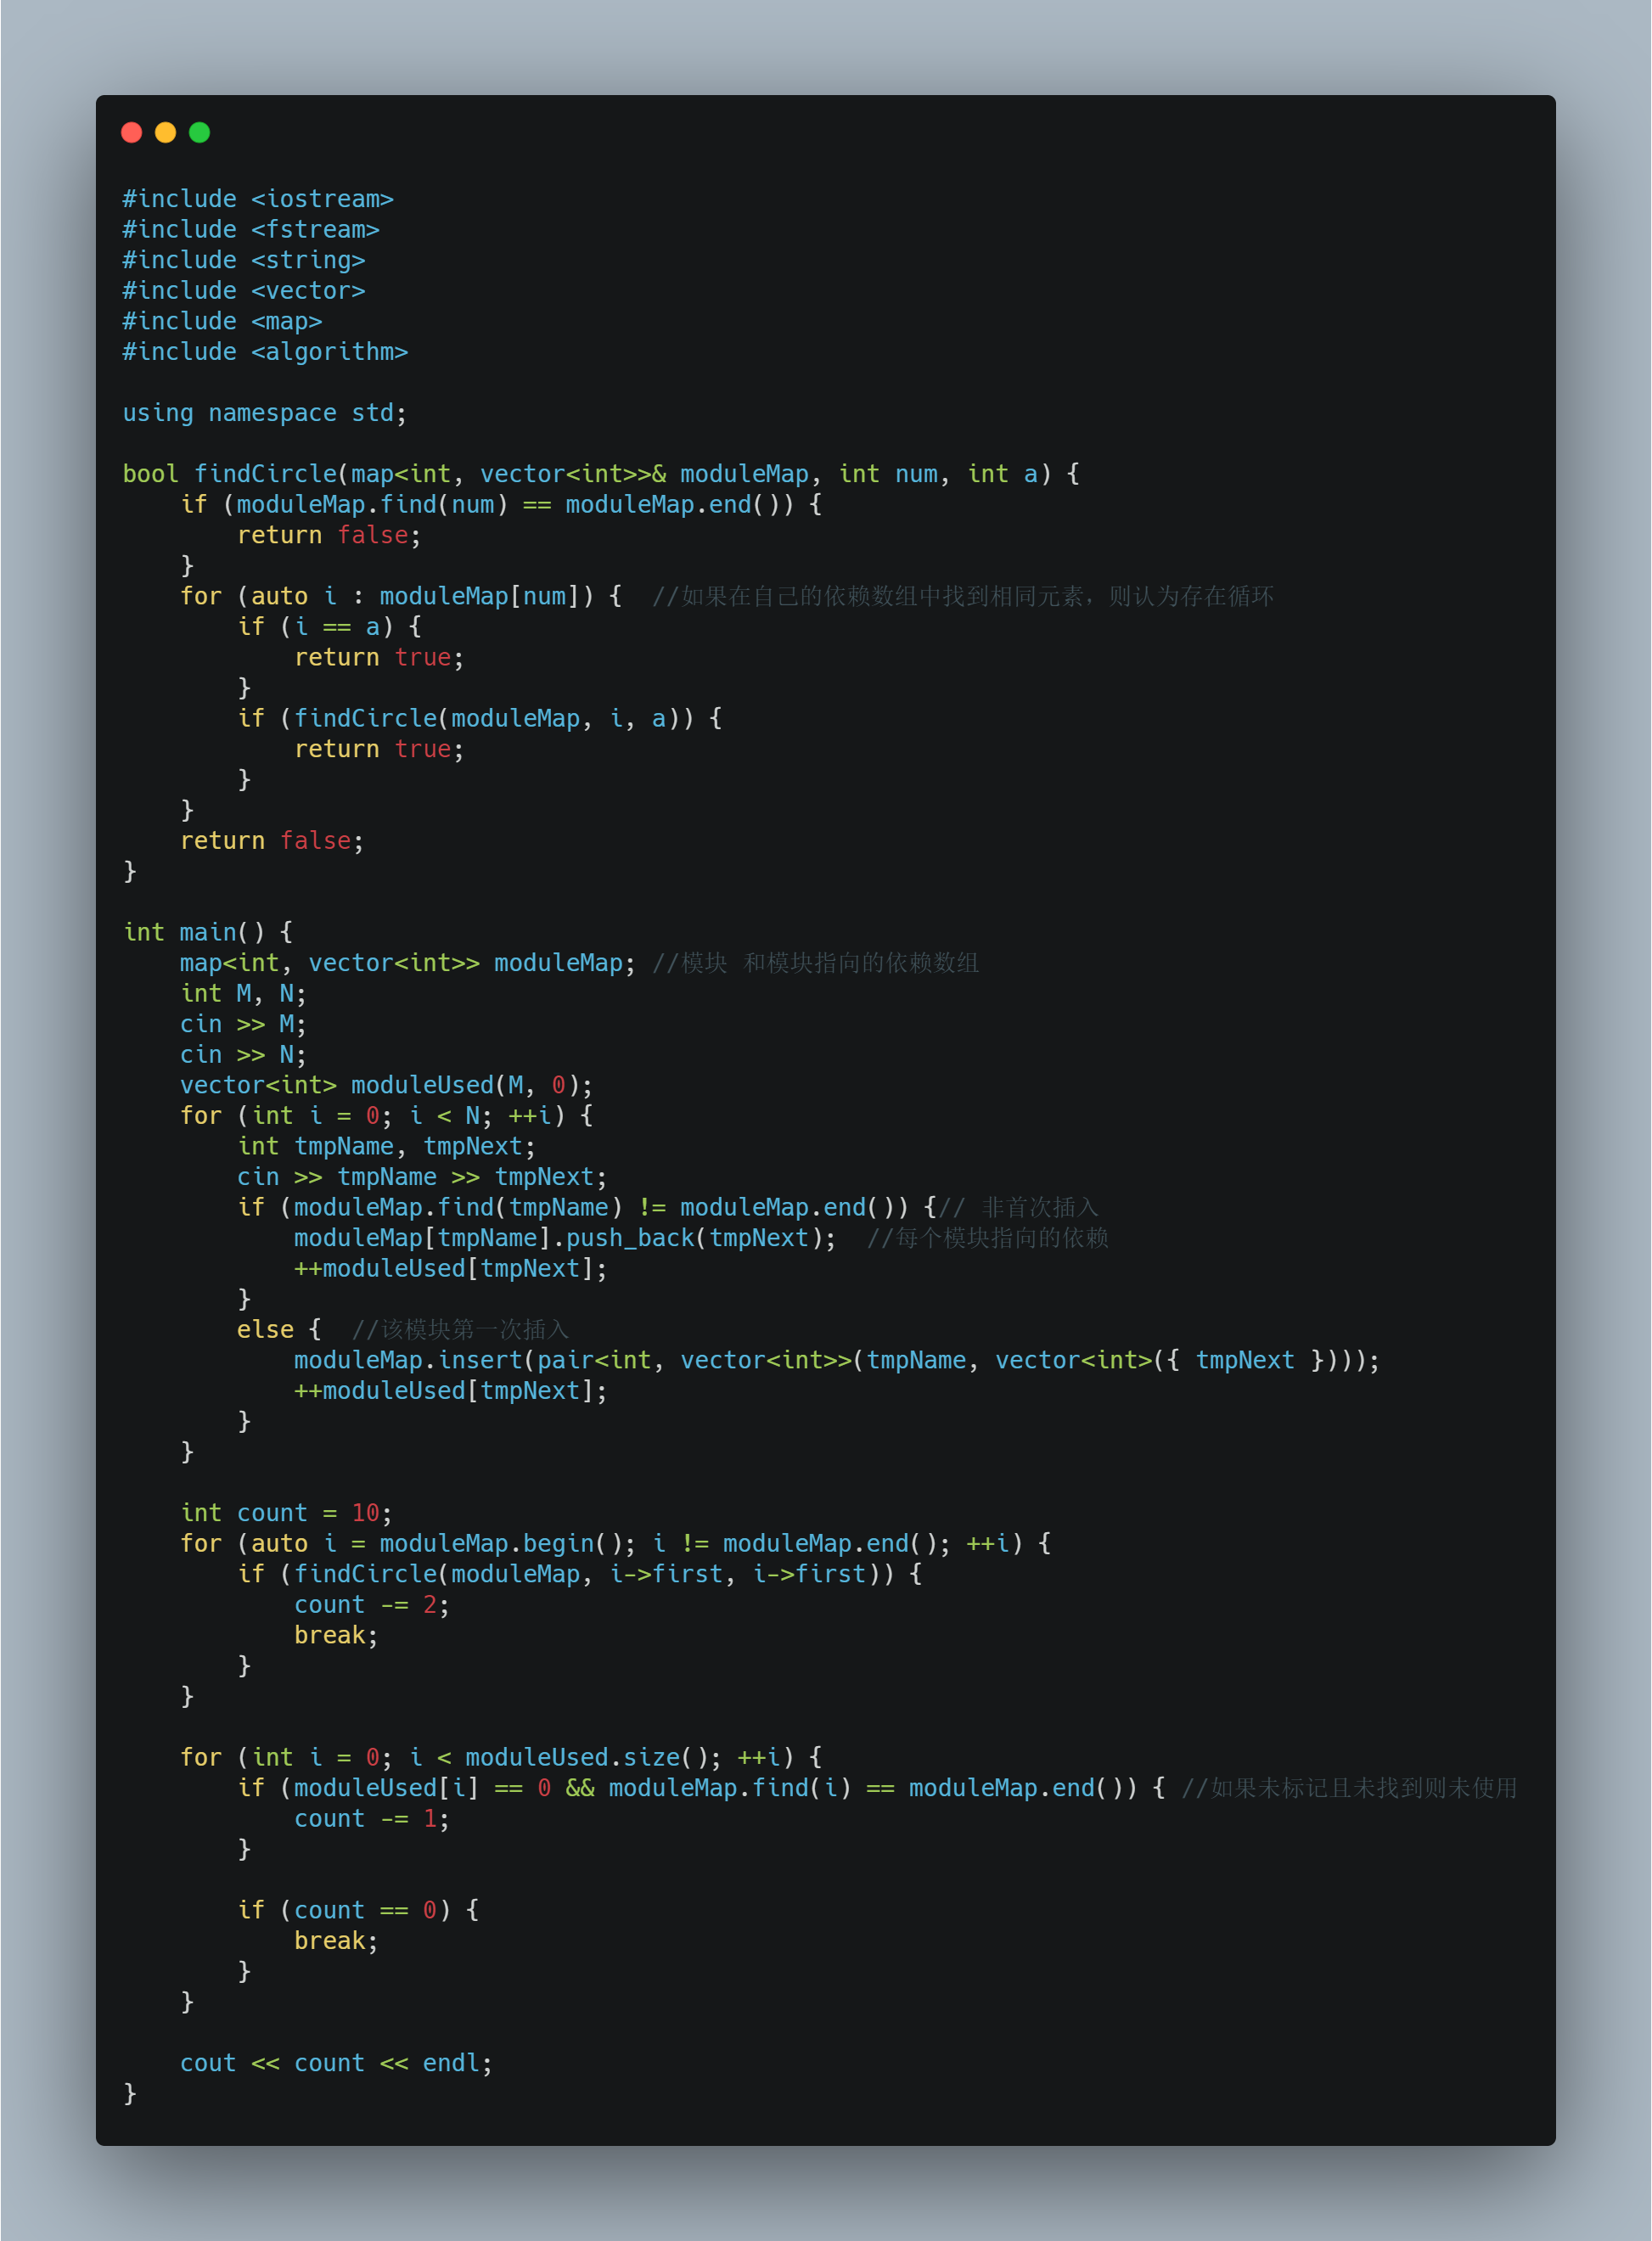 #include <iostream>
#include <fstream>
#include <string>
#include <vector>
#include <map>
#include <algorithm>

using namespace std;

bool findCircle(map<int, vector<int>>& moduleMap, int num, int a) {
    if (moduleMap.find(num) == moduleMap.end()) {
        return false;
    }
    for (auto i : moduleMap[num]) {  //如果在自己的依赖数组中找到相同元素，则认为存在循环
        if (i == a) {
            return true;
        }
        if (findCircle(moduleMap, i, a)) {
            return true;
        }
    }
    return false;
}

int main() {
    map<int, vector<int>> moduleMap; //模块 和模块指向的依赖数组
    int M, N;
    cin >> M;
    cin >> N;
    vector<int> moduleUsed(M, 0);
    for (int i = 0; i < N; ++i) {
        int tmpName, tmpNext;
        cin >> tmpName >> tmpNext;
        if (moduleMap.find(tmpName) != moduleMap.end()) {// 非首次插入
            moduleMap[tmpName].push_back(tmpNext);  //每个模块指向的依赖
            ++moduleUsed[tmpNext];
        }
        else {  //该模块第一次插入
            moduleMap.insert(pair<int, vector<int>>(tmpName, vector<int>({ tmpNext })));
            ++moduleUsed[tmpNext];
        }
    }

    int count = 10;
    for (auto i = moduleMap.begin(); i != moduleMap.end(); ++i) {
        if (findCircle(moduleMap, i->first, i->first)) {
            count -= 2;
            break;
        }
    }

    for (int i = 0; i < moduleUsed.size(); ++i) {
        if (moduleUsed[i] == 0 && moduleMap.find(i) == moduleMap.end()) { //如果未标记且未找到则未使用
            count -= 1;
        }

        if (count == 0) {
            break;
        }
    }

    cout << count << endl;
}